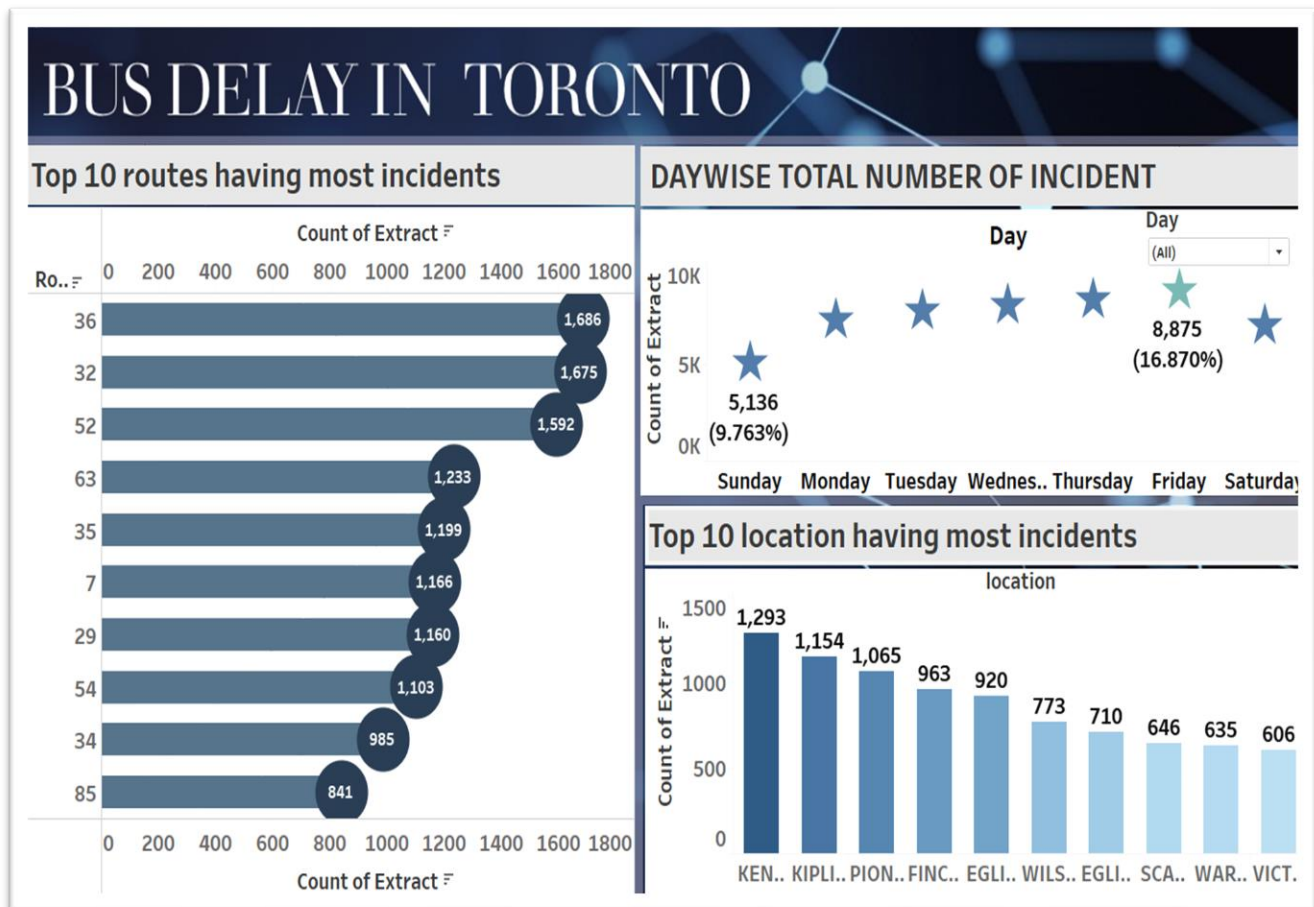 BUS DELAY IN TORONTO
Top 10 routes having most incidents
Count of Extract
Ro.. 0 200 400 600 800 1000 1200 1400 1600 1800
36 1,686
32 1,675
52 1,592
63 1,233
35 1,199
7 1,166
29 1,160
54 1,103
34 985
85 841
0 200 400 600 800 1000 1200 1400 1600 1800
Count of Extract
DAYWISE TOTAL NUMBER OF INCIDENT
Day
Day
(All)
Count of Extract
10K
5K
0K
5,136
(9.763%)
8,875
(16.870%)
Sunday Monday Tuesday Wednes.. Thursday Friday Saturday
Top 10 location having most incidents
location
Count of Extract
1500
1000
500
0
1,293 1,154 1,065 963 920 773 710 646 635 606
KEN.. KIPLI.. PION.. FINC.. EGLI.. WILS.. EGLI.. SCA.. WAR.. VICT.